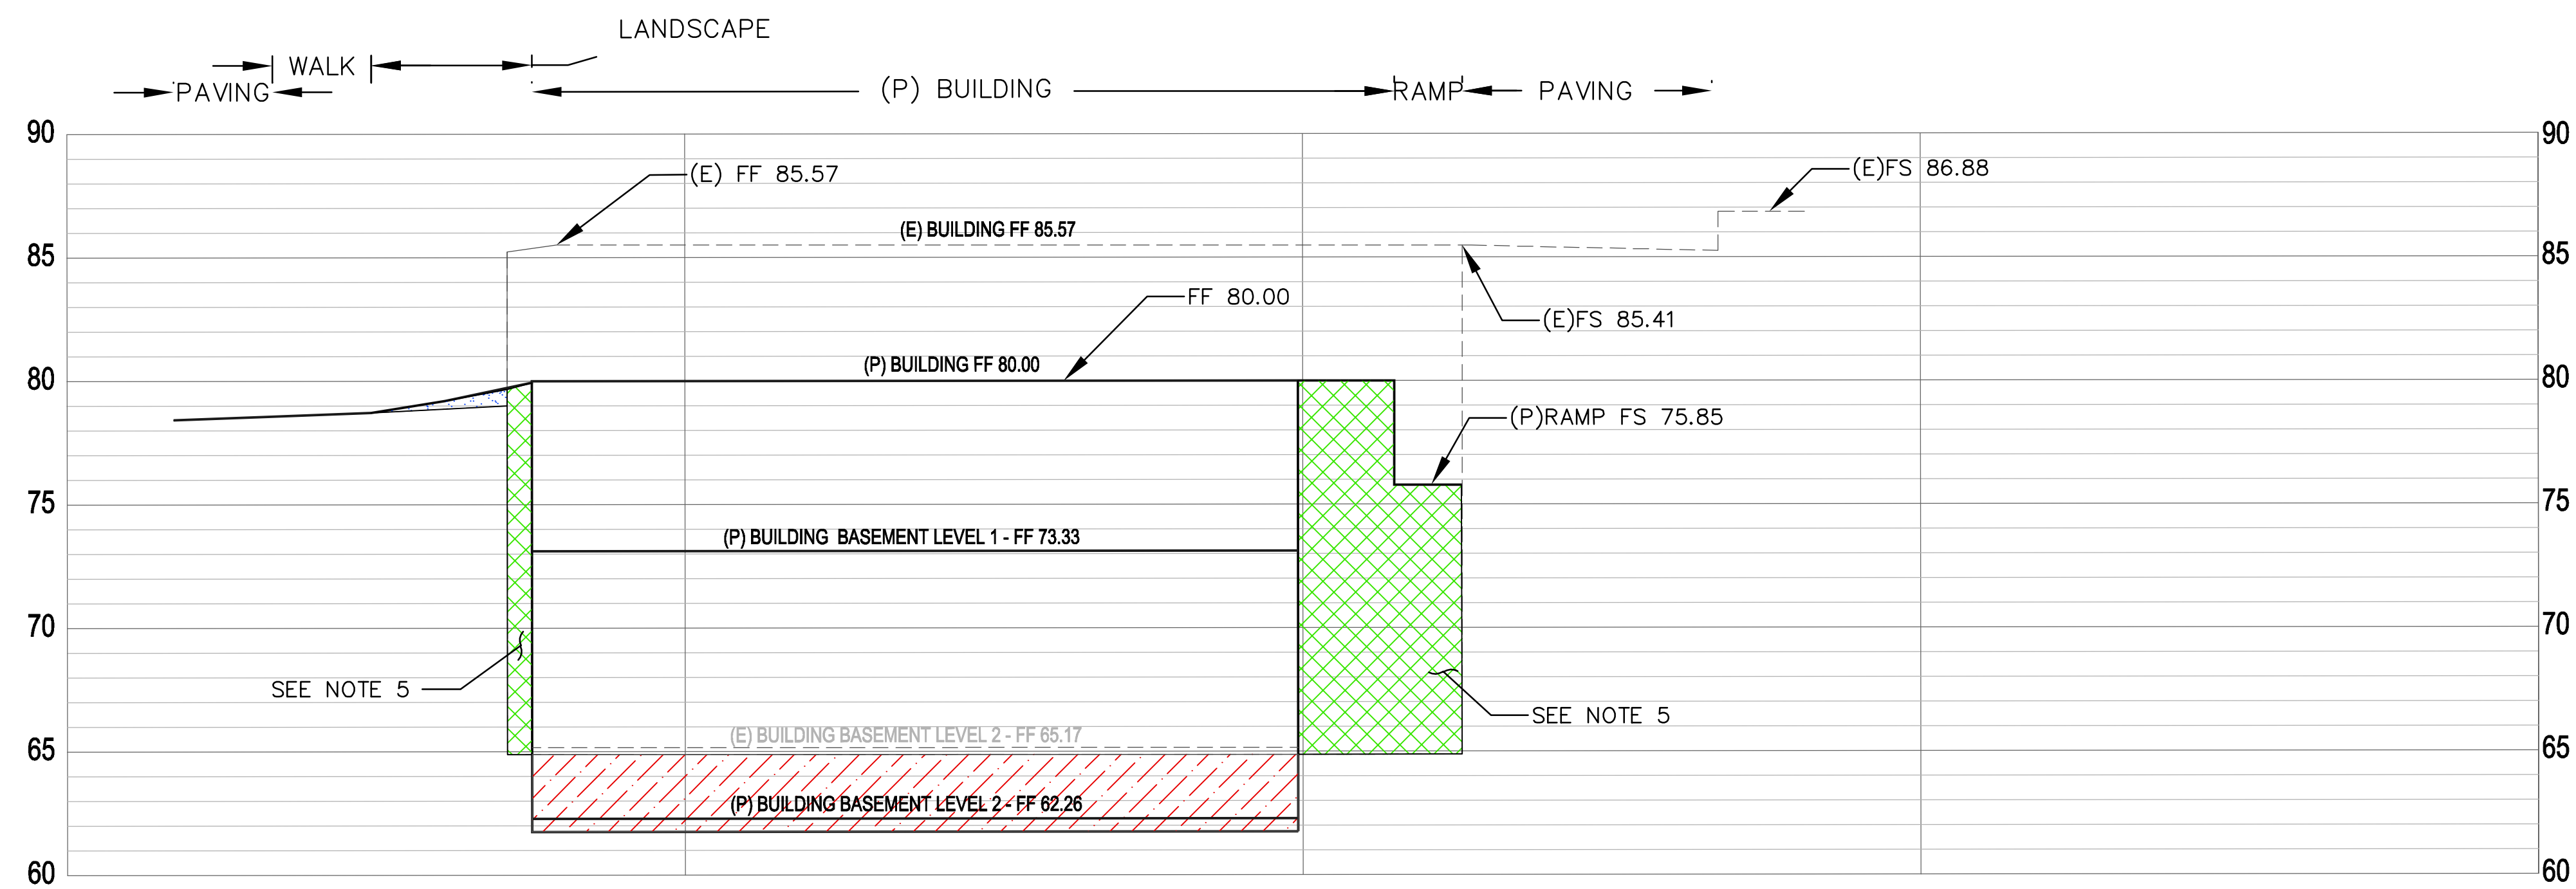 LANDSCAPE
WALK
PAVING
(P) BUILDING
RAMP
PAVING
90
90
(E) FF 85.57
(E)FS 86.88
(E) BUILDING FF 85.57
85
85
FF 80.00
(E)FS 85.41
(P) BUILDING FF 80.00
80
80
(P)RAMP FS 75.85
75
75
(P) BUILDING BASEMENT LEVEL 1 - FF 73.33
70
70
SEE NOTE 5
SEE NOTE 5
(E) BUILDING BASEMENT LEVEL 2 - FF 65.17
65
65
(P) BUILDING BASEMENT LEVEL 2 - FF 62.26
60
60